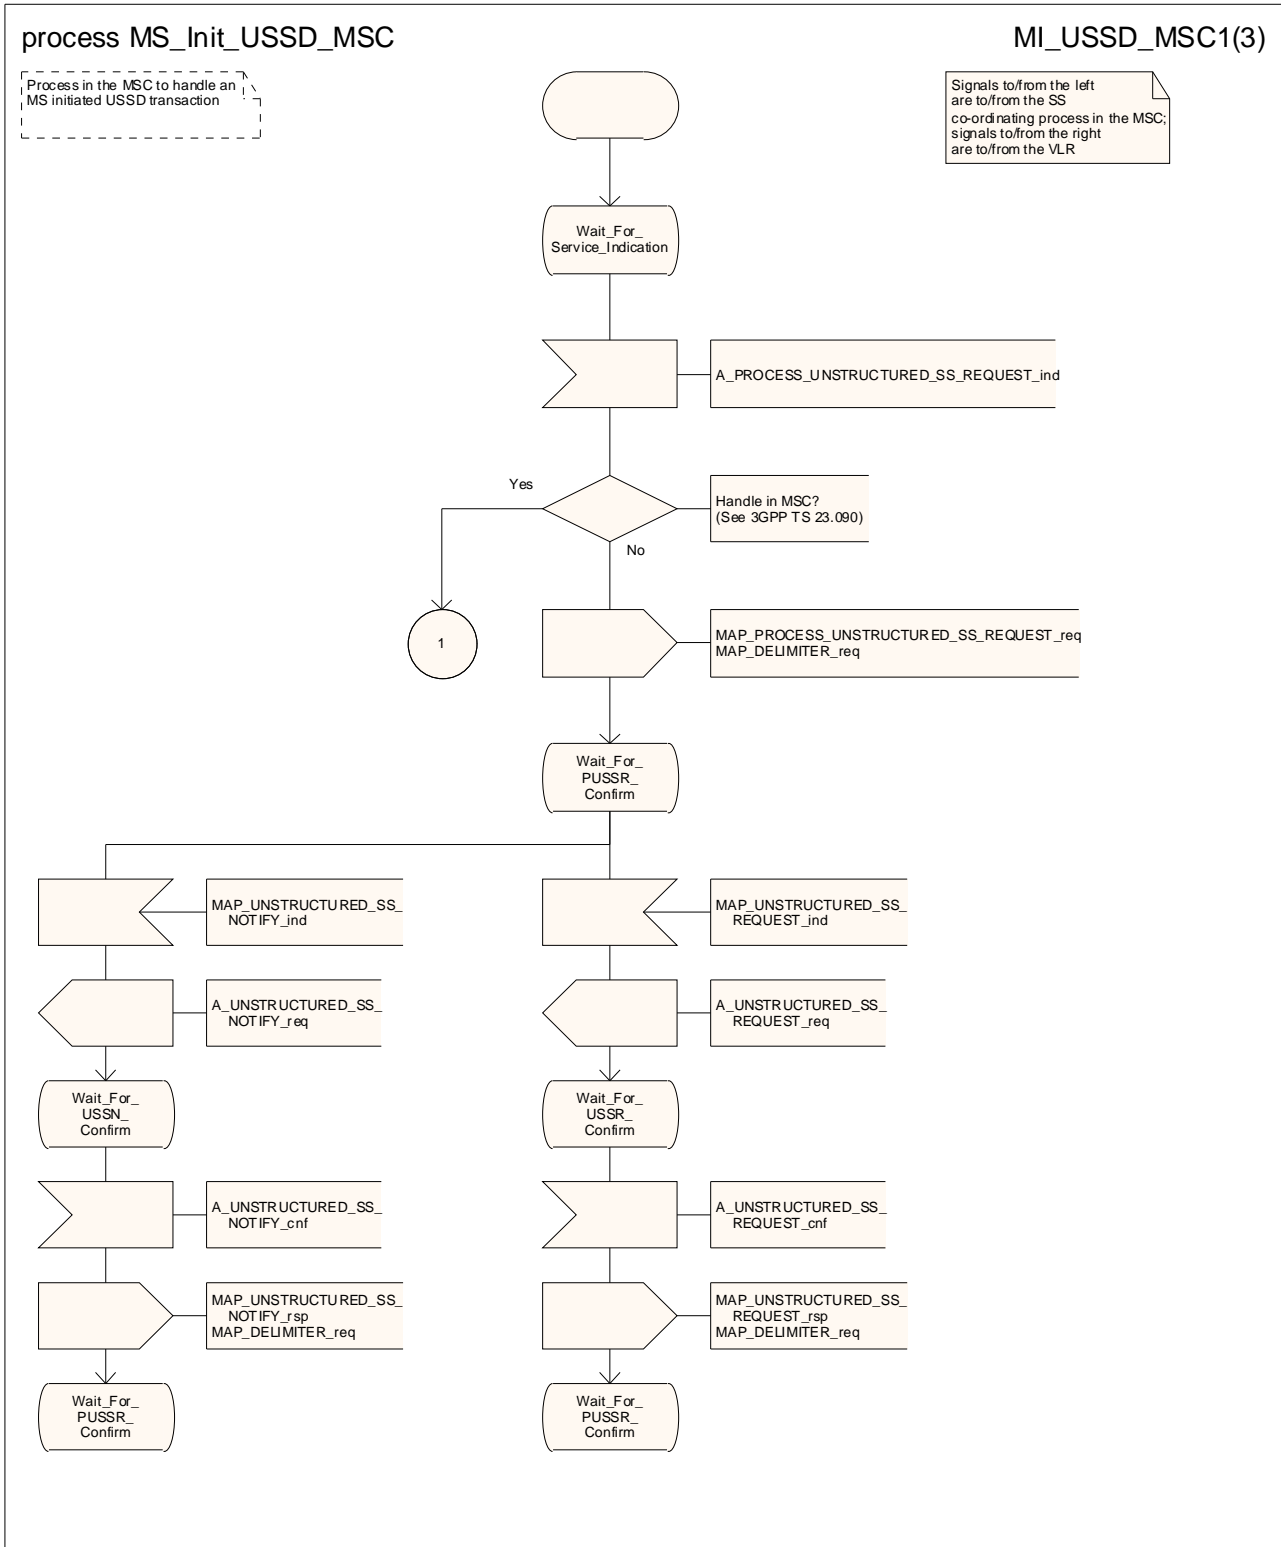 process MS_Init_USSD_MSC
MI_USSD_MSC1(3)
Process in the MSC to handle an
MS initiated USSD transaction
Signals to/from the left
are to/from the SS
co-ordinating process in the MSC;
signals to/from the right
are to/from the VLR
Wait_For_
Service_Indication
A_PROCESS_UNSTRUCTURED_SS_REQUEST_ind
Yes
Handle in MSC?
(See 3GPP TS 23.090)
No
1
MAP_PROCESS_UNSTRUCTURED_SS_REQUEST_req
MAP_DELIMITER_req
Wait_For_
PUSSR_
Confirm
MAP_UNSTRUCTURED_SS_
NOTIFY_ind
MAP_UNSTRUCTURED_SS_
REQUEST_ind
A_UNSTRUCTURED_SS_
NOTIFY_req
A_UNSTRUCTURED_SS_
REQUEST_req
Wait_For_
USSN_
Confirm
Wait_For_
USSR_
Confirm
A_UNSTRUCTURED_SS_
NOTIFY_cnf
A_UNSTRUCTURED_SS_
REQUEST_cnf
MAP_UNSTRUCTURED_SS_
NOTIFY_rsp
MAP_DELIMITER_req
MAP_UNSTRUCTURED_SS_
REQUEST_rsp
MAP_DELIMITER_req
Wait_For_
PUSSR_
Confirm
Wait_For_
PUSSR_
Confirm